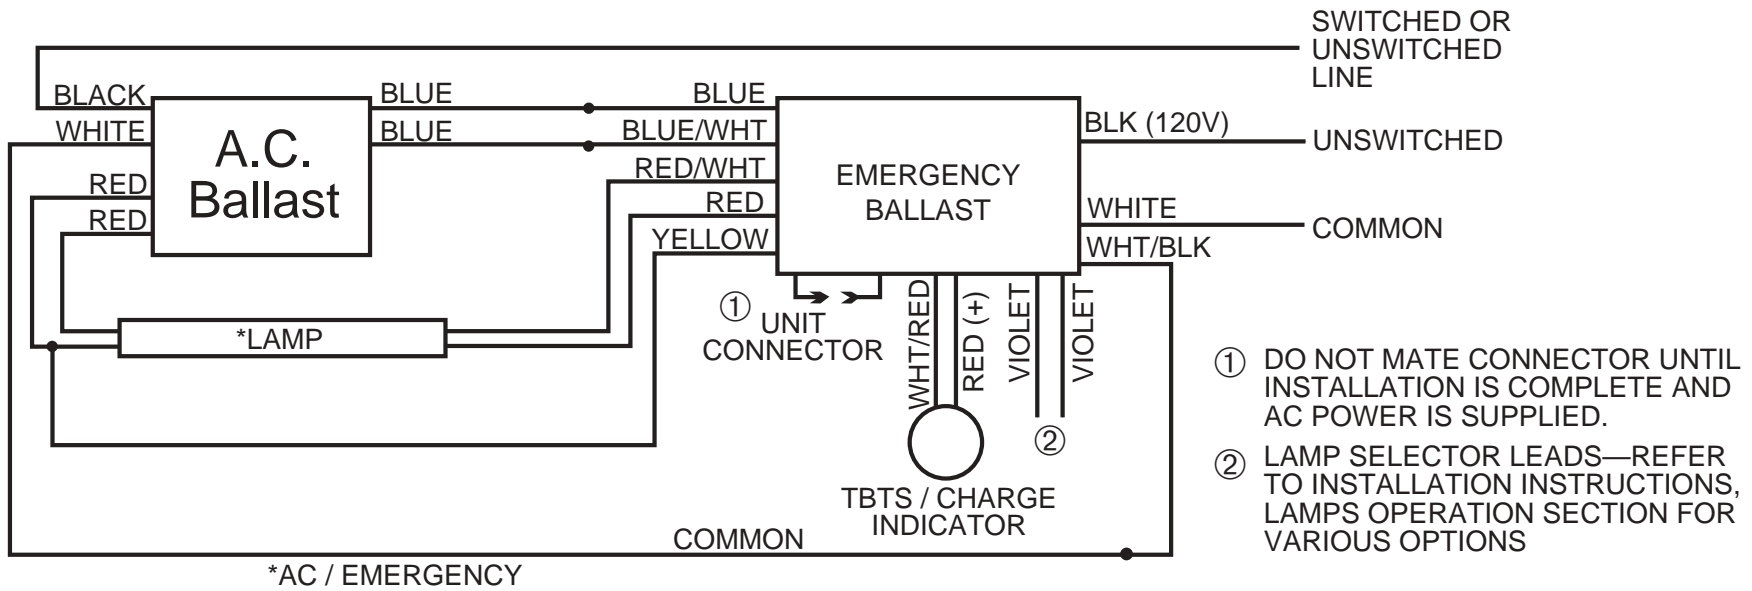 SWITCHED OR
UNSWITCHED
LINE
BLACK
WHITE
RED
RED
A.C.
Ballast
BLUE
BLUE
BLUE
BLUE/WHT
RED/WHT
RED
YELLOW
EMERGENCY
BALLAST
BLK (120V)
UNSWITCHED
WHITE
COMMON
WHT/BLK
*LAMP
① UNIT
CONNECTOR
WHT/RED
RED (+)
VIOLET
VIOLET
②
TBTS / CHARGE
INDICATOR
① DO NOT MATE CONNECTOR UNTIL
INSTALLATION IS COMPLETE AND
AC POWER IS SUPPLIED.
② LAMP SELECTOR LEADS—REFER
TO INSTALLATION INSTRUCTIONS,
LAMPS OPERATION SECTION FOR
VARIOUS OPTIONS
COMMON
*AC / EMERGENCY